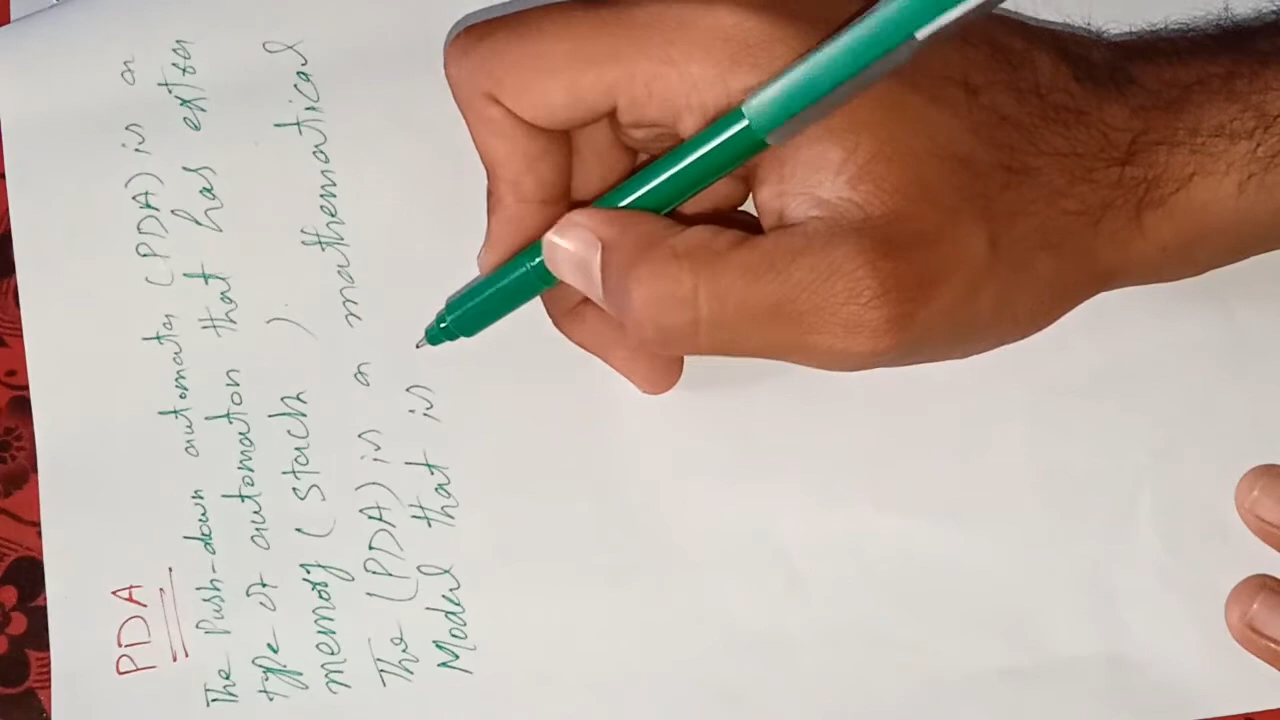 PDA
The Push-down automata (PDA) is a
type of automaton that has extra
memory (stack).
The (PDA) is a mathematical
Model that is